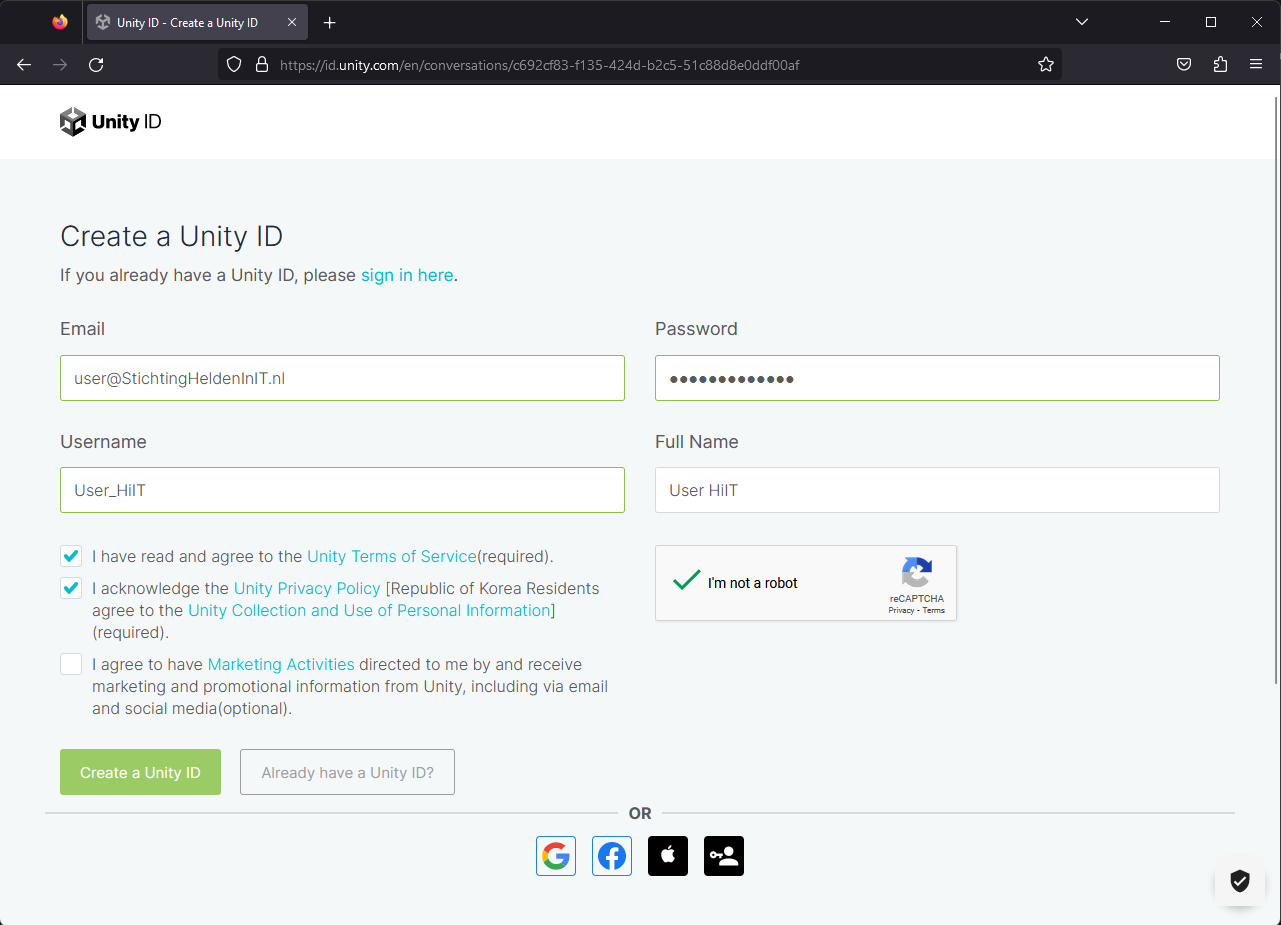 Unity ID - Create a Unity ID
https://id.unity.com/en/conversations/c692cf83-f135-424d-b2c5-51c88d8e0ddf00af
Unity ID
Create a Unity ID
If you already have a Unity ID, please sign in here.
Email
Password
user@StichtingHeldenInIT.nl
●●●●●●●●●●●●●
Username
Full Name
User_HiIT
User HiIT
I have read and agree to the Unity Terms of Service(required).
I acknowledge the Unity Privacy Policy [Republic of Korea Residents
agree to the Unity Collection and Use of Personal Information]
(required).
I'm not a robot
reCAPTCHA
Privacy - Terms
I agree to have Marketing Activities directed to me by and receive
marketing and promotional information from Unity, including via email
and social media(optional).
Create a Unity ID
Already have a Unity ID?
OR